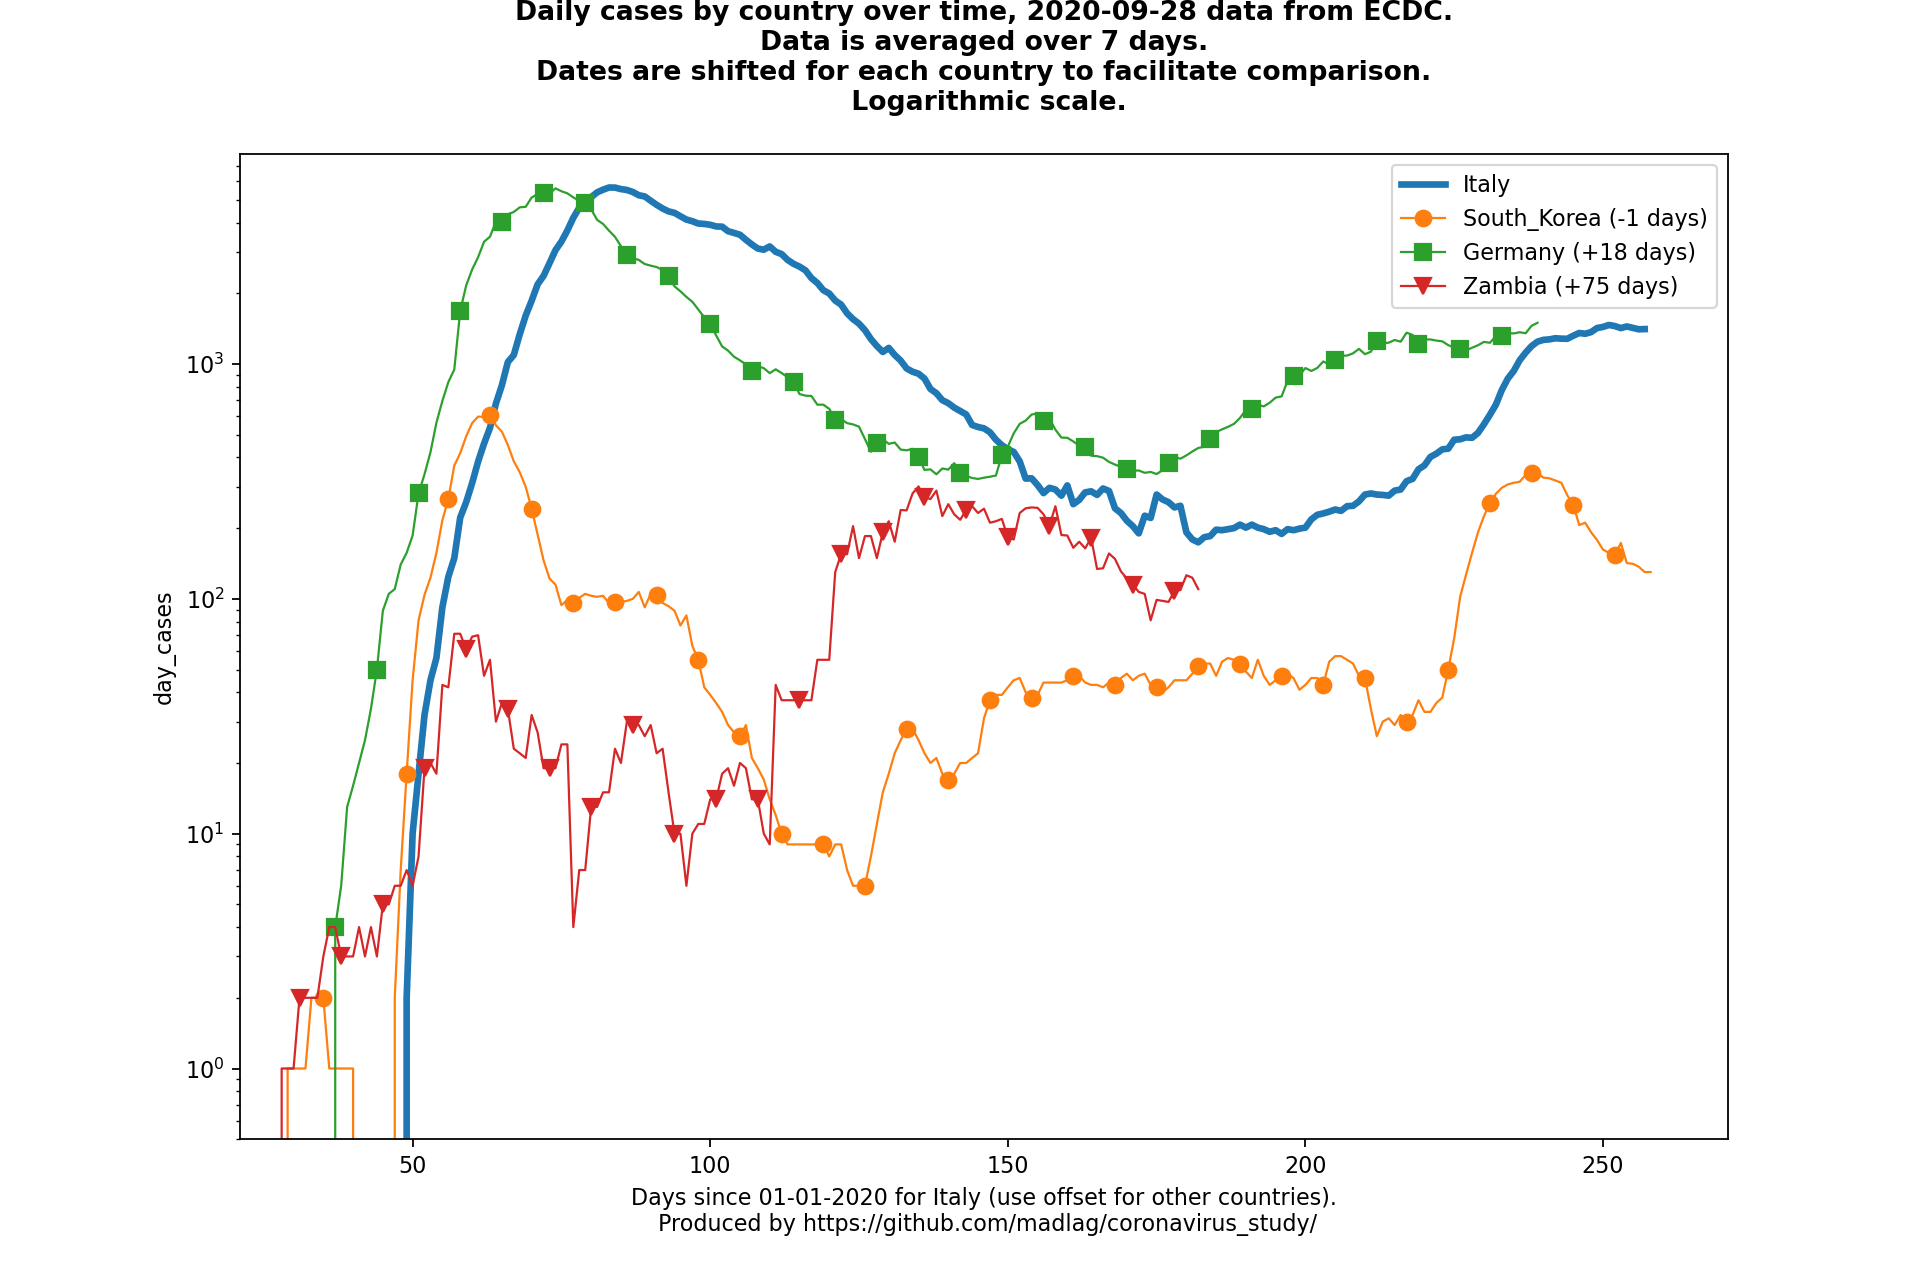 Daily cases by country over time, 2020-09-28 data from ECDC.
Data is averaged over 7 days.
Dates are shifted for each country to facilitate comparison.
Logarithmic scale.
Italy
South_Korea (-1 days)
Germany (+18 days)
Zambia (+75 days)
10³
10²
10¹
10⁰
day_cases
50
100
150
200
250
Days since 01-01-2020 for Italy (use offset for other countries).
Produced by https://github.com/madlag/coronavirus_study/